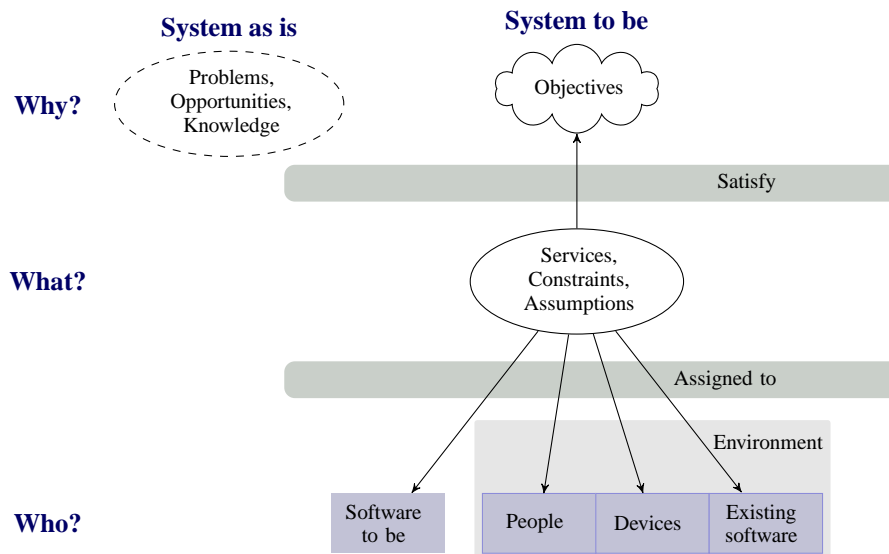 System as is
System to be
Why?
Problems,
Opportunities,
Knowledge
Objectives
Satisfy
What?
Services,
Constraints,
Assumptions
Assigned to
Environment
Who?
Software
to be
People
Devices
Existing
software